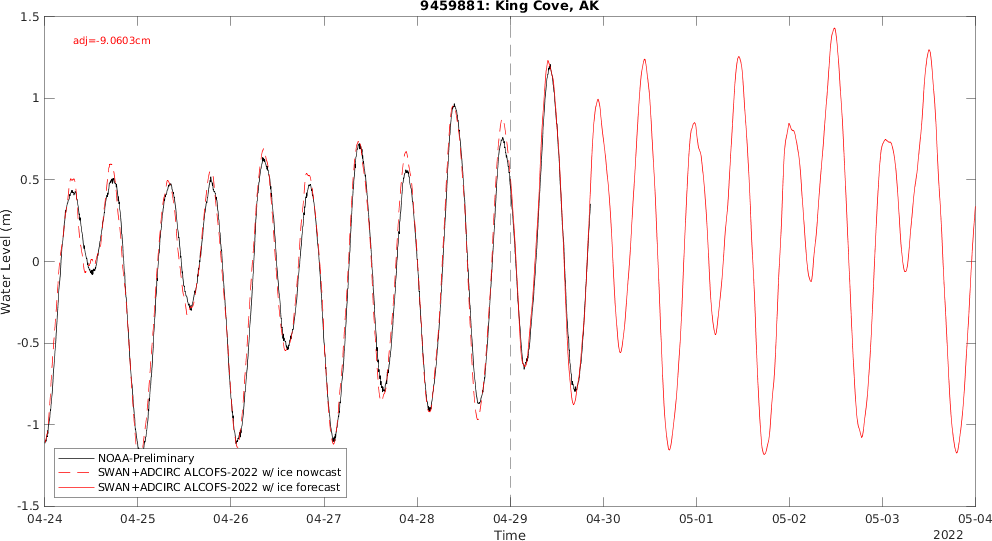 9459881: King Cove, AK
adj=-9.0603cm
1.5
1
0.5
0
-0.5
-1
-1.5
Water Level (m)
NOAA-Preliminary
SWAN+ADCIRC ALCOFS-2022 w/ ice nowcast
SWAN+ADCIRC ALCOFS-2022 w/ ice forecast
04-24 04-25 04-26 04-27 04-28 04-29 04-30 05-01 05-02 05-03 05-04
Time
2022